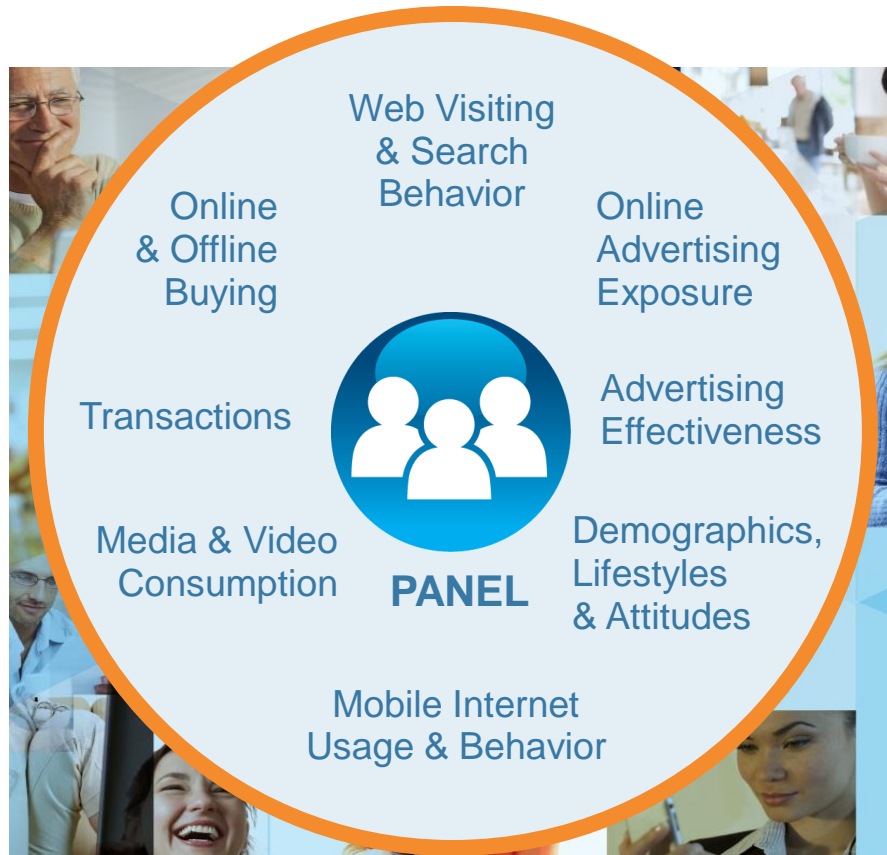 Web Visiting
& Search
Behavior
Online
& Offline
Buying
Online
Advertising
Exposure
Transactions
Advertising
Effectiveness
Media & Video
Consumption
PANEL
Demographics,
Lifestyles
& Attitudes
Mobile Internet
Usage & Behavior